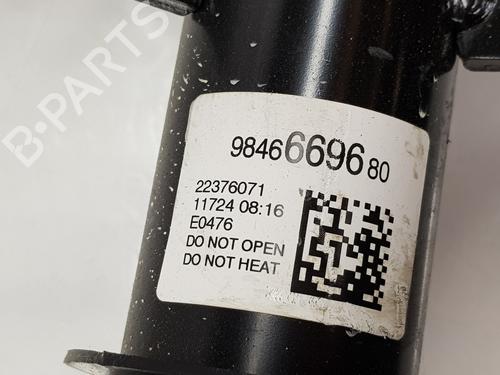 B-PARTS
9846669680
22376071
11724 08:16
E0476
DO NOT OPEN
DO NOT HEAT